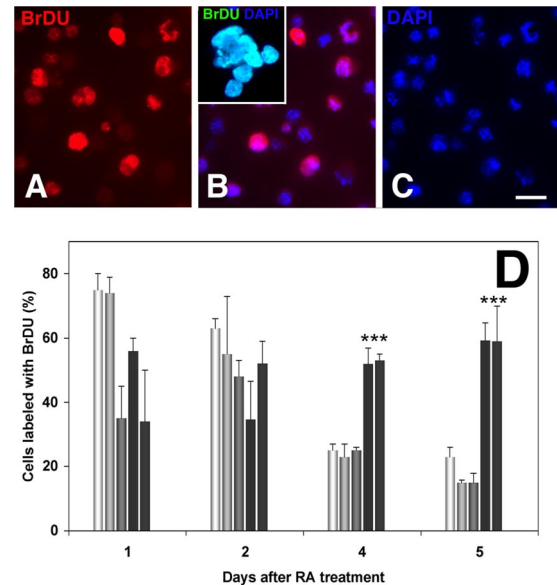 BrDU
A
BrDU DAPI
B
DAPI
C
D
Cells labeled with BrDU (%)
80
60
40
20
0
***
***
1 2 4 5
Days after RA treatment